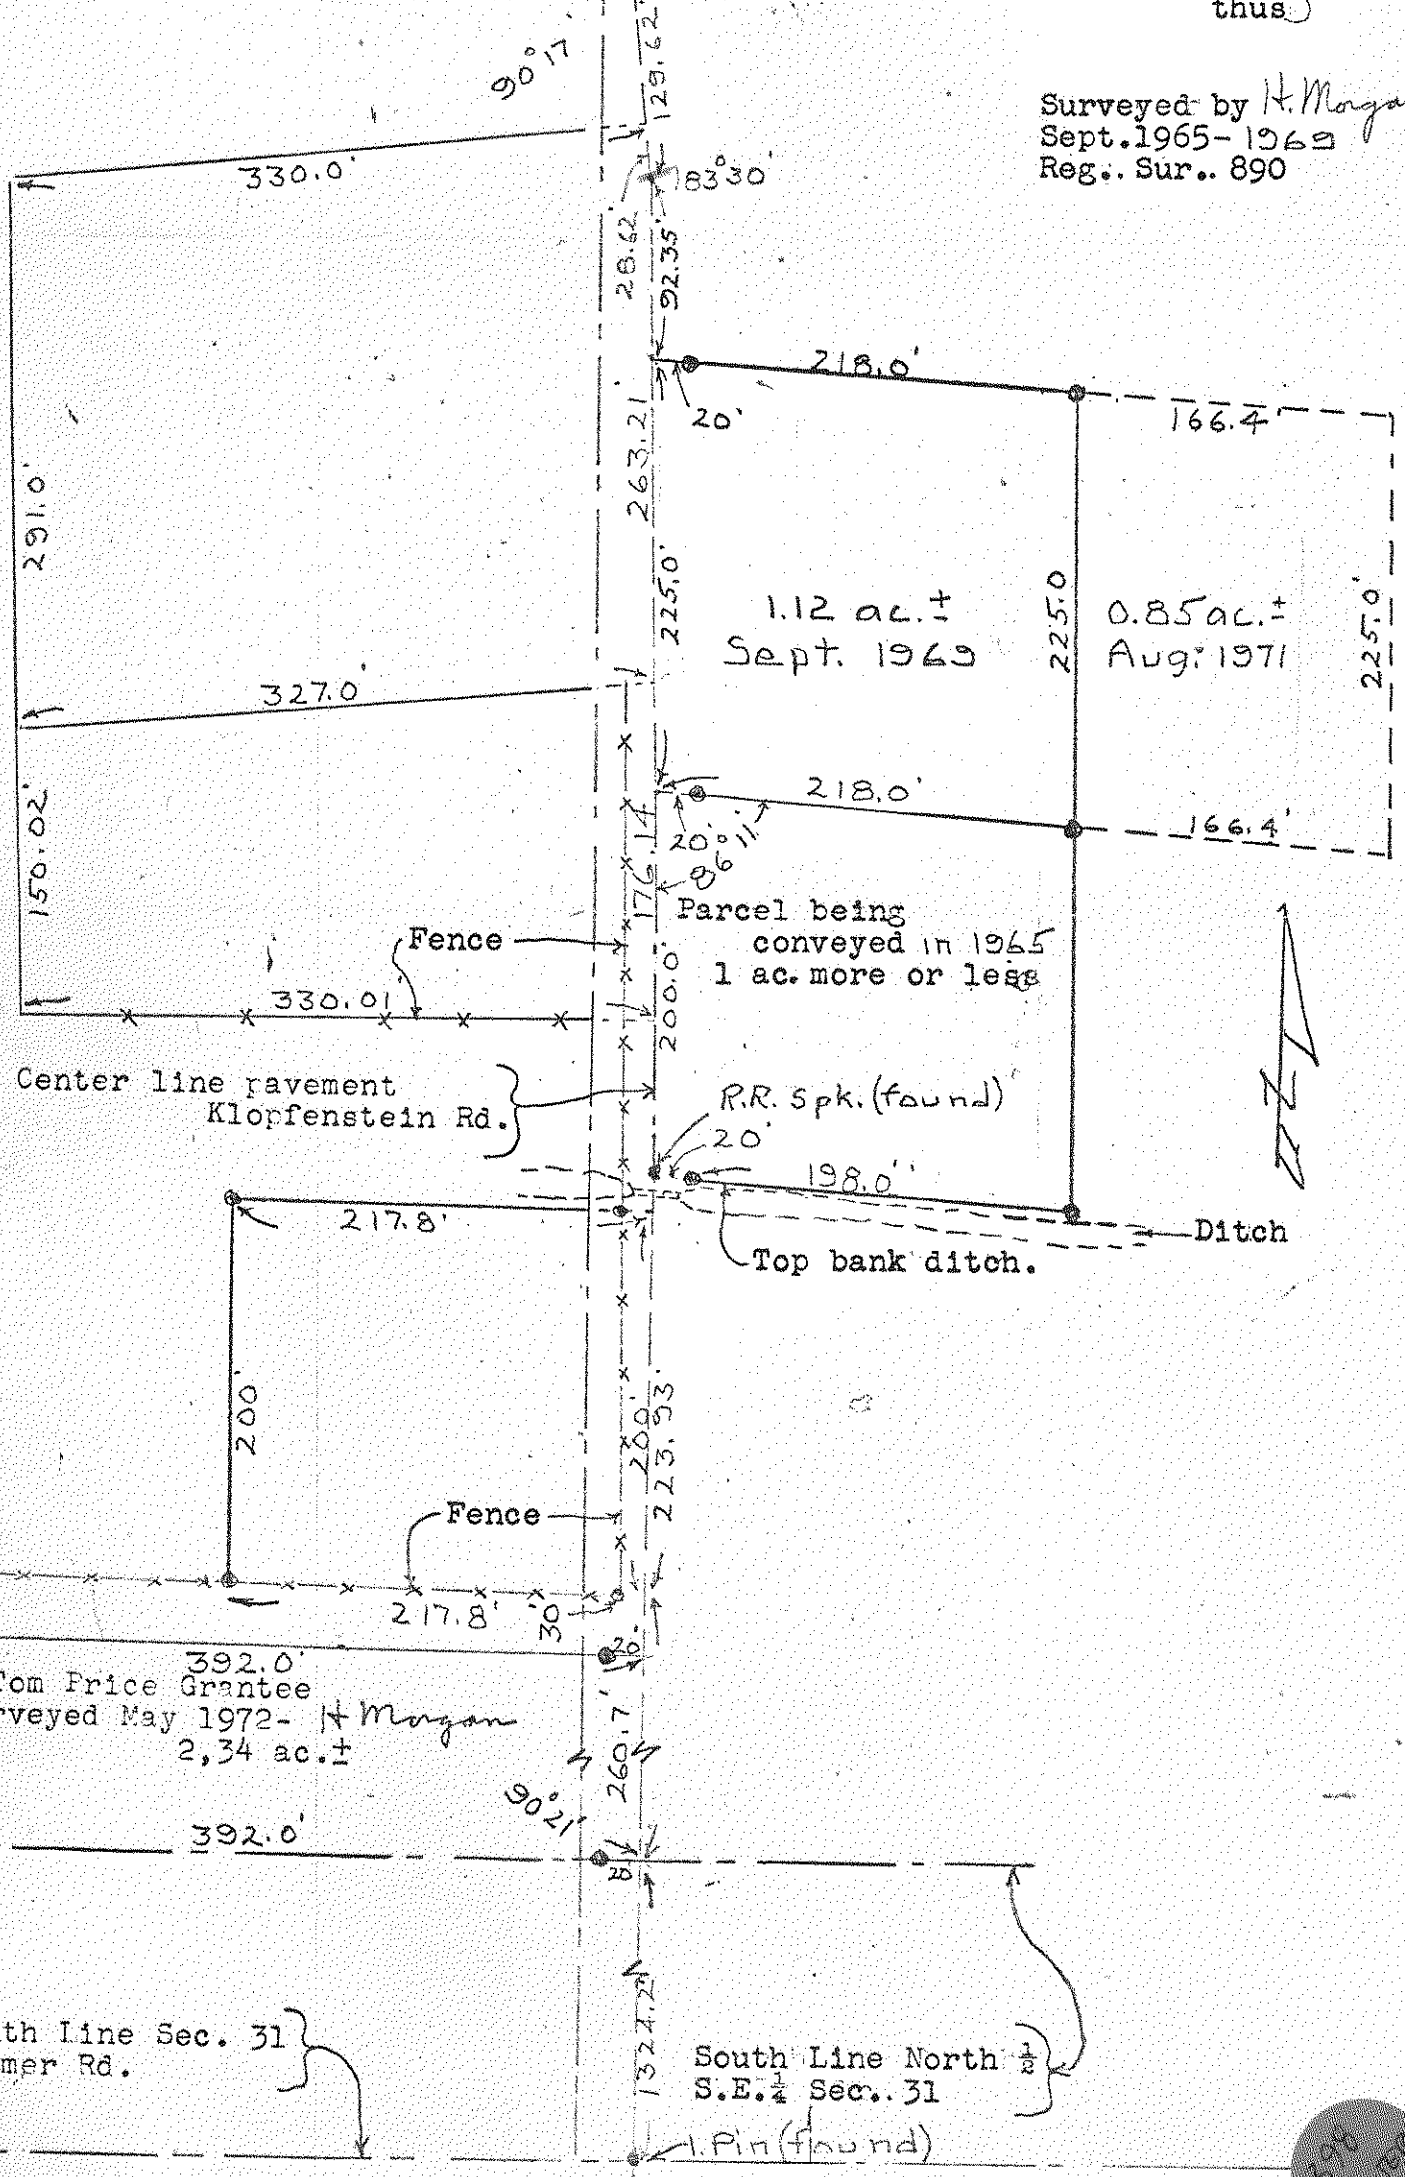 thus
Surveyed by H. Morga
Sept.1965-1969
Reg.. Sur.. 890
90°17
129.62
330.0'
83°30'
28.62'
92.35'
218.0'
166.4'
20'
263.21'
291.0'
225.0'
1.12 ac.±
Sept. 1969
225.0
0.85 ac.±
Aug. 1971
225.0'
327.0'
218.0'
166.4'
20'
86°11'
176.14'
150.02'
Parcel being
conveyed in 1965
1 ac. more or less
Fence
330.01'
200.0'
Center line pavement
Klopfenstein Rd.
R.R. Spk. (found)
20'
198.0'
217.8'
Ditch
Top bank ditch.
200'
200'
223.93'
Fence
217.8'
30'
20'
392.0'
Tom Price Grantee
rveyed May 1972- H Morgan
2,34 ac.±
260.7'
90°21'
392.0'
20'
1324.2'
th Line Sec. 31
mer Rd.
South Line North ½
S.E.¼ Sec.. 31
I. Pin (found)